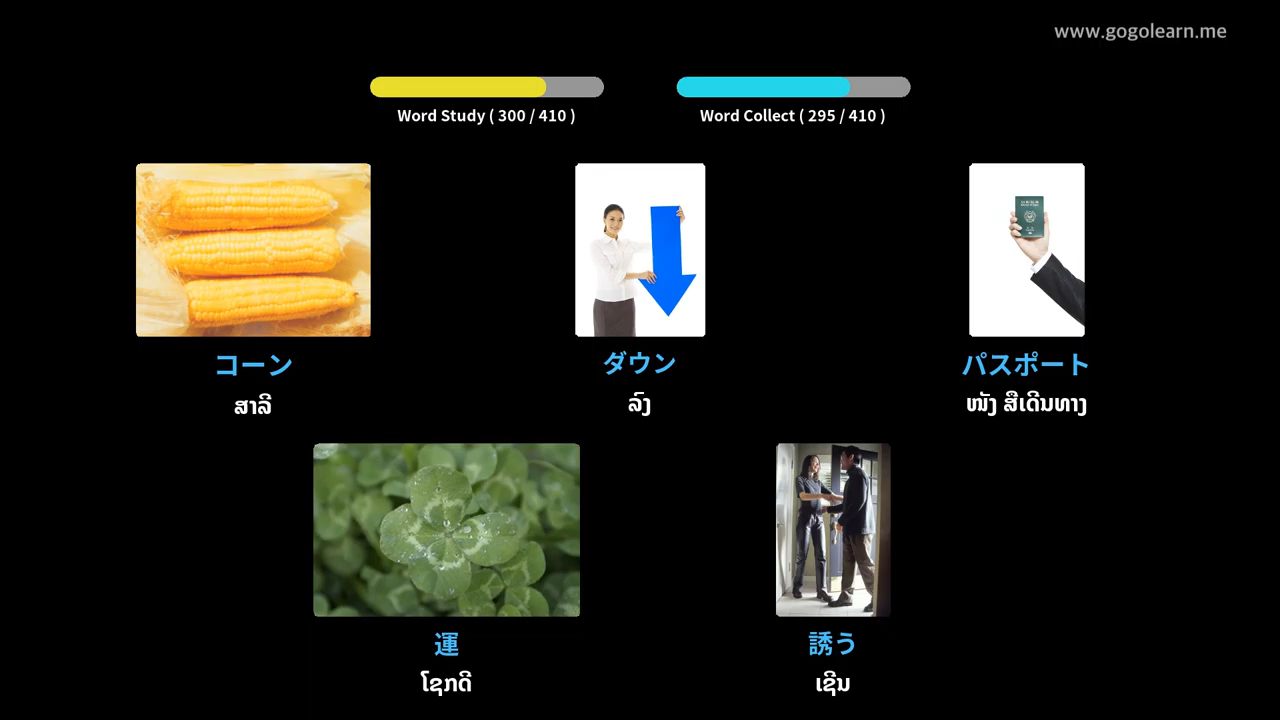 www.gogolearn.me
Word Study ( 300 / 410 )
Word Collect ( 295 / 410 )
コーン
ダウン
パスポート
ສາລີ
ລົງ
ໜັງ ສືເດີນທາງ
運
誘う
ໂຊກດີ
ເຊີນ